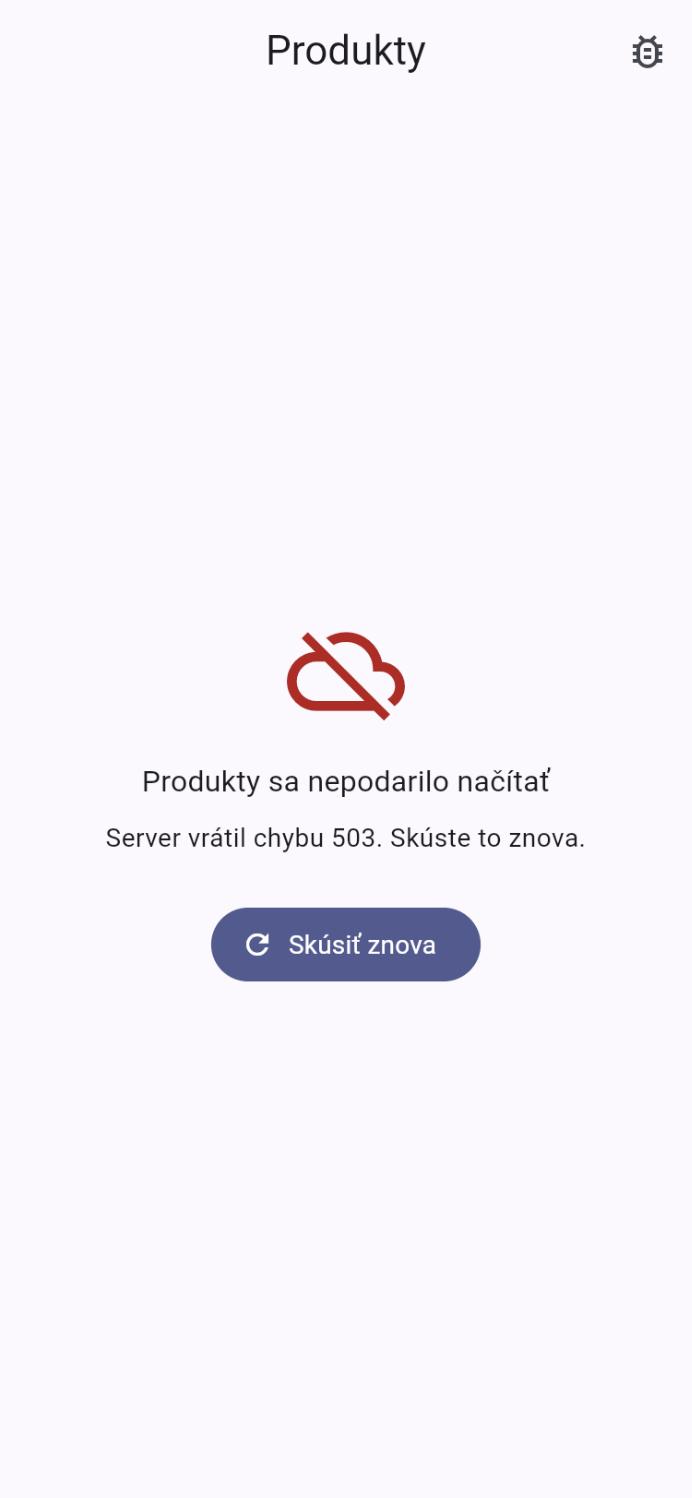 Produkty
Produkty sa nepodarilo načítať
Server vrátil chybu 503. Skúste to znova.
Skúsiť znova